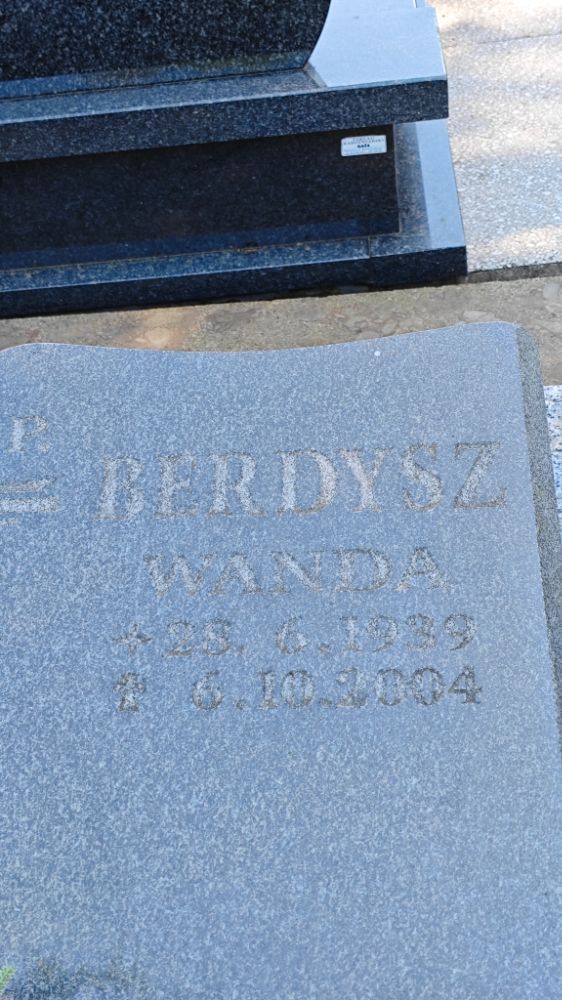 P.
BERDYSZ
WANDA
28. 6.1939
6.10.2004